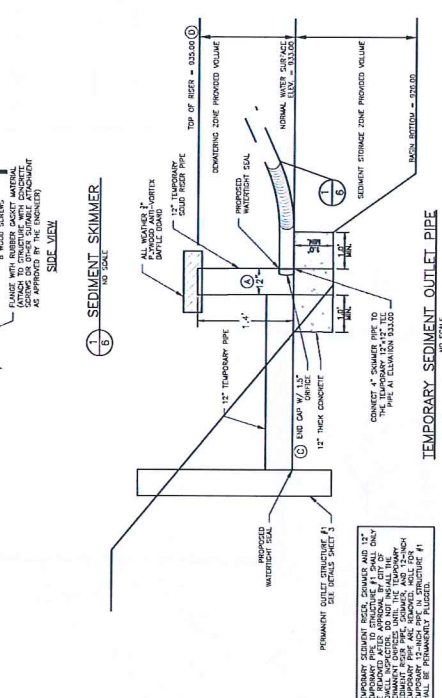 8 WOOD SCREWS
FLANGE WITH RUBBER GASKET MATERIAL
(ATTACH TO STRUCTURE WITH CONCRETE
SCREWS OR OTHER SUITABLE ATTACHMENT
AS APPROVED BY THE ENGINEER)
SIDE VIEW
1
6
SEDIMENT SKIMMER
NO SCALE
TOP OF RISER = 935.00 D
DEWATERING ZONE PROVIDED VOLUME
NORMAL WATER SURFACE
ELEV. = 933.00
SEDIMENT STORAGE ZONE PROVIDED VOLUME
BASIN BOTTOM = 928.00
ALL WEATHER
PLYWOOD ANTI-VORTEX
BAFFLE BOARD
12" TEMPORARY
SOLID RISER PIPE
PROPOSED
WATERTIGHT SEAL
1
6
A
12"
1.4'
1.0'
MIN.
1.0'
MIN.
12" TEMPORARY PIPE
C END CAP W/ 1.5"
ORIFICE
12" THICK CONCRETE
CONNECT 4" SKIMMER PIPE TO
THE TEMPORARY 12"x12" TEE
PIPE AT ELEVATION 933.00
PROPOSED
WATERTIGHT SEAL
PERMANENT OUTLET STRUCTURE #1
SEE DETAILS SHEET 3
TEMPORARY SEDIMENT OUTLET PIPE
NO SCALE
TEMPORARY SEDIMENT RISER, SKIMMER AND 12"
TEMPORARY PIPE TO STRUCTURE #1 SHALL ONLY
BE REMOVED AFTER APPROVAL BY CITY OF
INSPECTOR. DO NOT INSTALL THE
PERMANENT ORIFICES UNTIL THE TEMPORARY
SEDIMENT RISER PIPE, SKIMMER, AND 12-INCH
TEMPORARY PIPE ARE REMOVED. HOLE FOR
TEMPORARY 12-INCH PIPE IN STRUCTURE #1
SHALL BE PERMANENTLY PLUGGED.